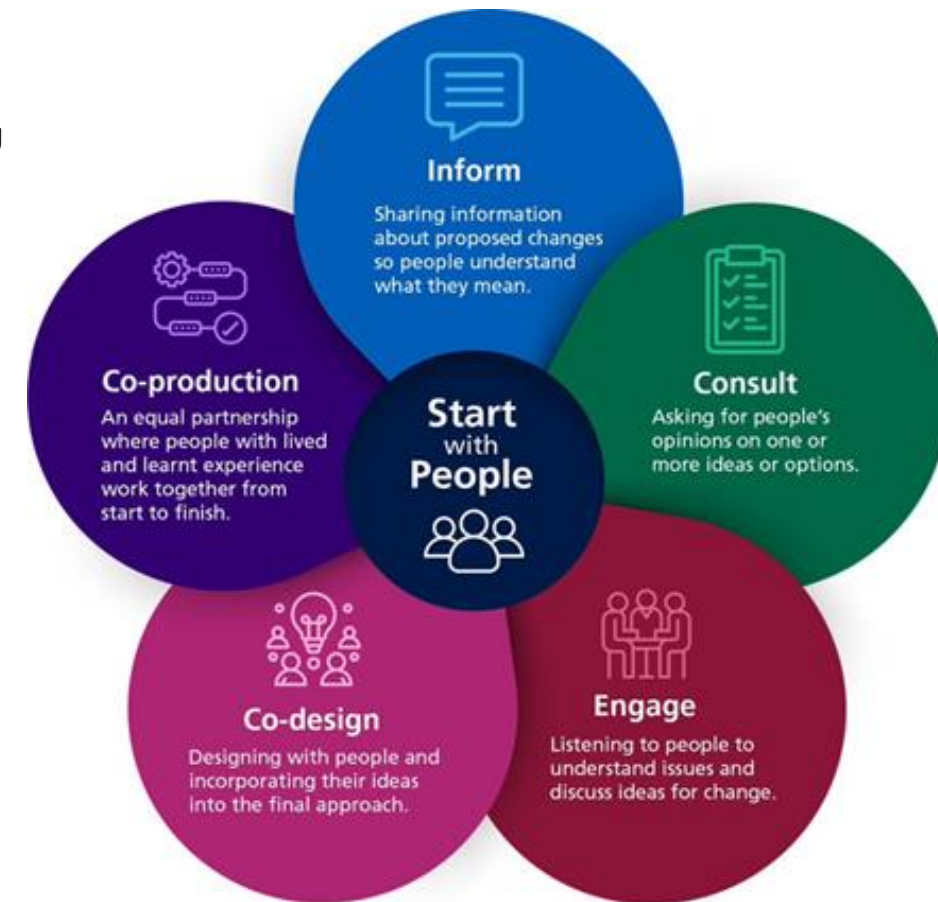 Inform
Sharing information
about proposed changes
so people understand
what they mean.
Consult
Asking for people's
opinions on one or
more ideas or options.
Engage
Listening to people to
understand issues and
discuss ideas for change.
Co-design
Designing with people and
incorporating their ideas
into the final approach.
Co-production
An equal partnership
where people with lived
and learnt experience
work together from
start to finish.
Start
with
People